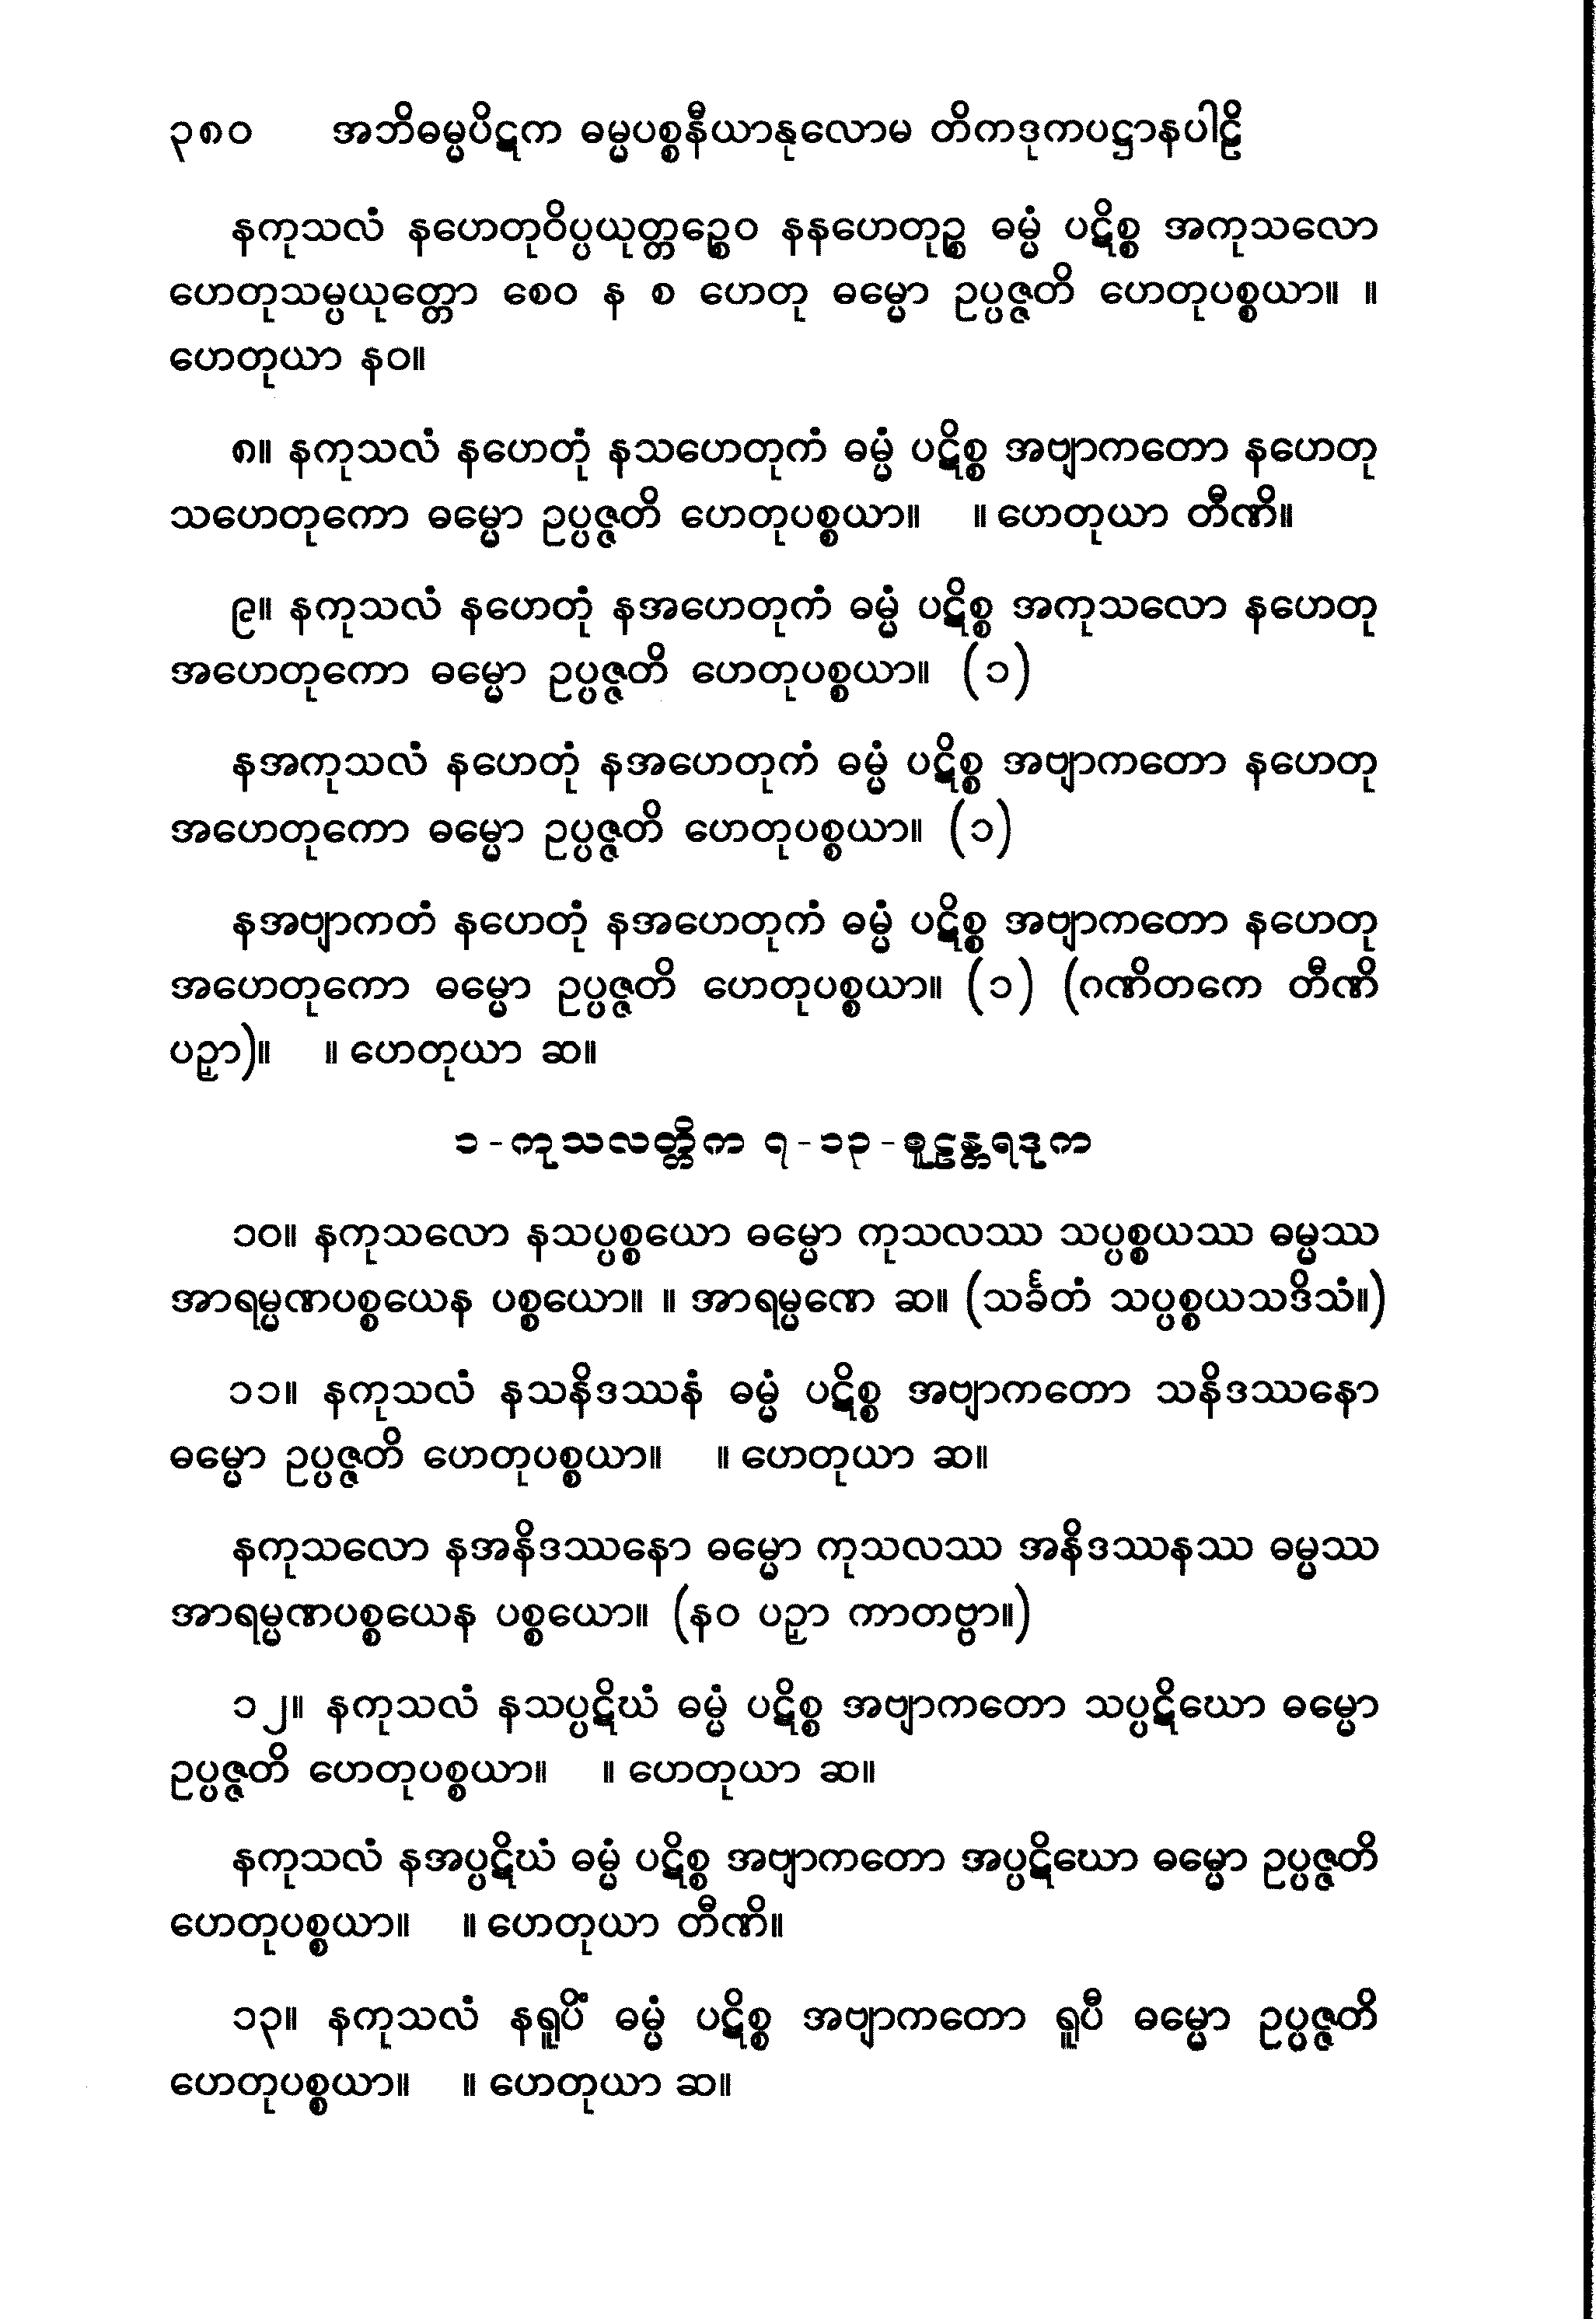 ၃၈၀ အဘိဓမ္မပိဋက ဓမ္မပစ္စနီယာနုလောမ တိကဒုကပဋ္ဌာနပါဠိ
နကုသလံ နဟေတုဝိပ္ပယုတ္တဉ္စေဝ နနဟေတုဉ္စ ဓမ္မံ ပဋိစ္စ အကုသလော
ဟေတုသမ္ပယုတ္တော စေဝ န စ ဟေတု ဓမ္မော ဥပ္ပဇ္ဇတိ ဟေတုပစ္စယာ။ ။
ဟေတုယာ နဝ။
၈။ နကုသလံ နဟေတုံ နသဟေတုကံ ဓမ္မံ ပဋိစ္စ အဗျာကတော နဟေတု
သဟေတုကော ဓမ္မော ဥပ္ပဇ္ဇတိ ဟေတုပစ္စယာ။ ။ ဟေတုယာ တီဏိ။
၉။ နကုသလံ နဟေတုံ နအဟေတုကံ ဓမ္မံ ပဋိစ္စ အကုသလော နဟေတု
အဟေတုကော ဓမ္မော ဥပ္ပဇ္ဇတိ ဟေတုပစ္စယာ။ (၁)
နအကုသလံ နဟေတုံ နအဟေတုကံ ဓမ္မံ ပဋိစ္စ အဗျာကတော နဟေတု
အဟေတုကော ဓမ္မော ဥပ္ပဇ္ဇတိ ဟေတုပစ္စယာ။ (၁)
နအဗျာကတံ နဟေတုံ နအဟေတုကံ ဓမ္မံ ပဋိစ္စ အဗျာကတော နဟေတု
အဟေတုကော ဓမ္မော ဥပ္ပဇ္ဇတိ ဟေတုပစ္စယာ။ (၁) (ဂဏိတကေ တီဏိ
ပဉှာ)။ ။ ဟေတုယာ ဆ။
၁-ကုသလတ္တိက ၇-၁၃-စူဠန္တရဒုက
၁၀။ နကုသလော နသပ္ပစ္စယော ဓမ္မော ကုသလဿ သပ္ပစ္စယဿ ဓမ္မဿ
အာရမ္မဏပစ္စယေန ပစ္စယော။ ။ အာရမ္မဏေ ဆ။ (သင်္ခတံ သပ္ပစ္စယသဒိသံ။)
၁၁။ နကုသလံ နသနိဒဿနံ ဓမ္မံ ပဋိစ္စ အဗျာကတော သနိဒဿနော
ဓမ္မော ဥပ္ပဇ္ဇတိ ဟေတုပစ္စယာ။ ။ ဟေတုယာ ဆ။
နကုသလော နအနိဒဿနော ဓမ္မော ကုသလဿ အနိဒဿနဿ ဓမ္မဿ
အာရမ္မဏပစ္စယေန ပစ္စယော။ (နဝ ပဉှာ ကာတဗ္ဗာ။)
၁၂။ နကုသလံ နသပ္ပဋိဃံ ဓမ္မံ ပဋိစ္စ အဗျာကတော သပ္ပဋိဃော ဓမ္မော
ဥပ္ပဇ္ဇတိ ဟေတုပစ္စယာ။ ။ ဟေတုယာ ဆ။
နကုသလံ နအပ္ပဋိဃံ ဓမ္မံ ပဋိစ္စ အဗျာကတော အပ္ပဋိဃော ဓမ္မော ဥပ္ပဇ္ဇတိ
ဟေတုပစ္စယာ။ ။ ဟေတုယာ တီဏိ။
၁၃။ နကုသလံ နရူပိံ ဓမ္မံ ပဋိစ္စ အဗျာကတော ရူပီ ဓမ္မော ဥပ္ပဇ္ဇတိ
ဟေတုပစ္စယာ။ ။ ဟေတုယာ ဆ။